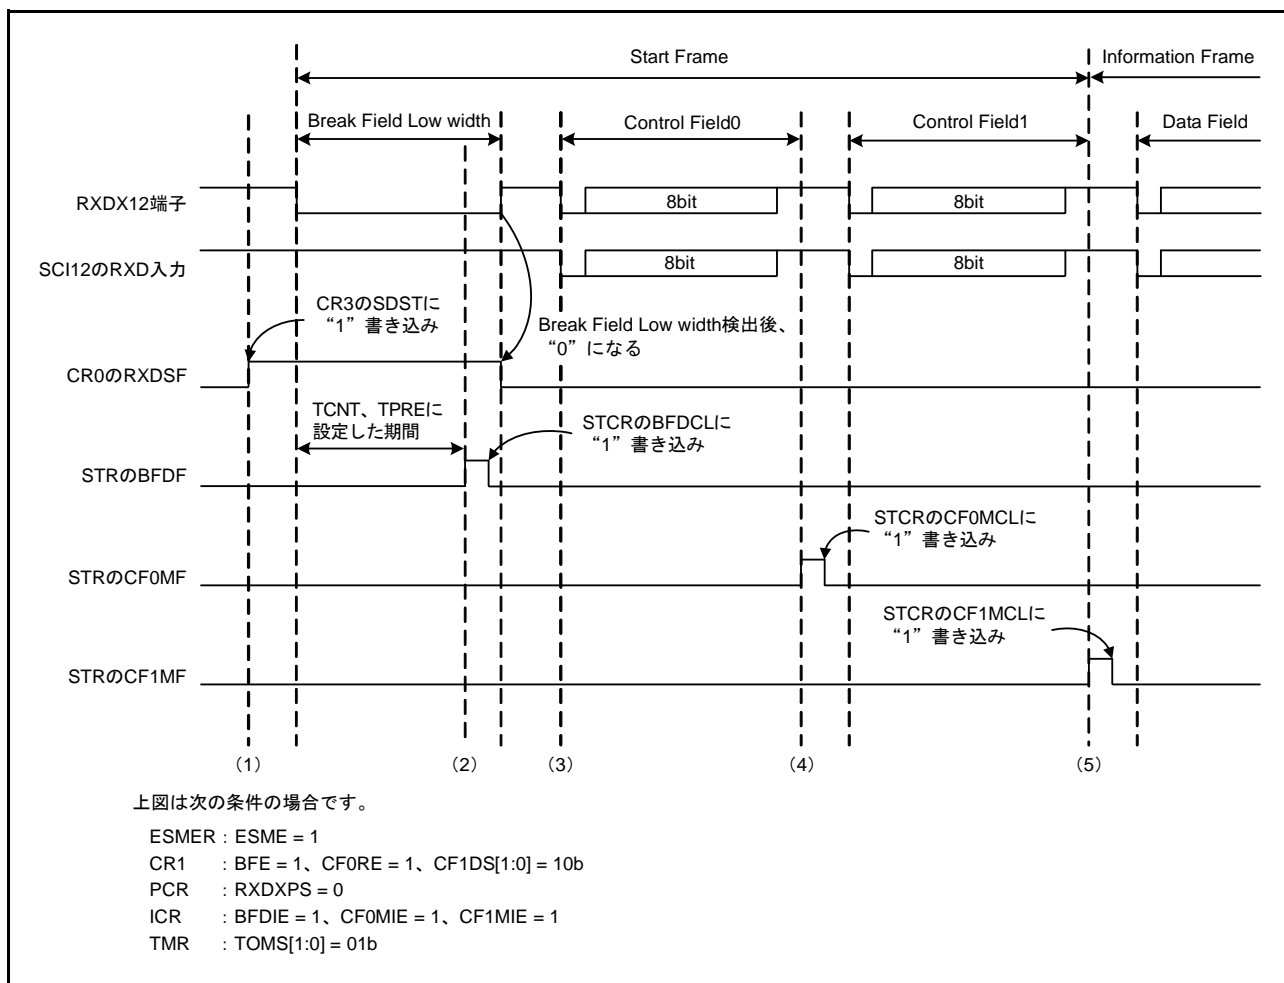 Start Frame
Information Frame
Break Field Low width
Control Field0
Control Field1
Data Field
RXDX12端子
8bit
8bit
SCI12のRXD入力
8bit
8bit
CR3のSDSTに
“1”書き込み
Break Field Low width検出後、
“0”になる
CR0のRXDSF
TCNT、TPREに
設定した期間
STCRのBFDCLに
“1”書き込み
STRのBFDF
STCRのCF0MCLに
“1”書き込み
STRのCF0MF
STCRのCF1MCLに
“1”書き込み
STRのCF1MF
（1）
（2）
（3）
（4）
（5）
上図は次の条件の場合です。
ESMER : ESME = 1
CR1 : BFE = 1、CF0RE = 1、CF1DS[1:0] = 10b
PCR : RXDXPS = 0
ICR : BFDIE = 1、CF0MIE = 1、CF1MIE = 1
TMR : TOMS[1:0] = 01b